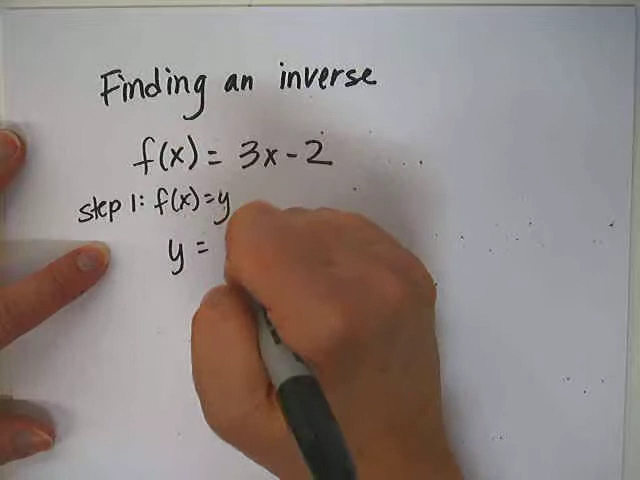 Finding an inverse
f(x) = 3x - 2
step 1: f(x) = y
y =